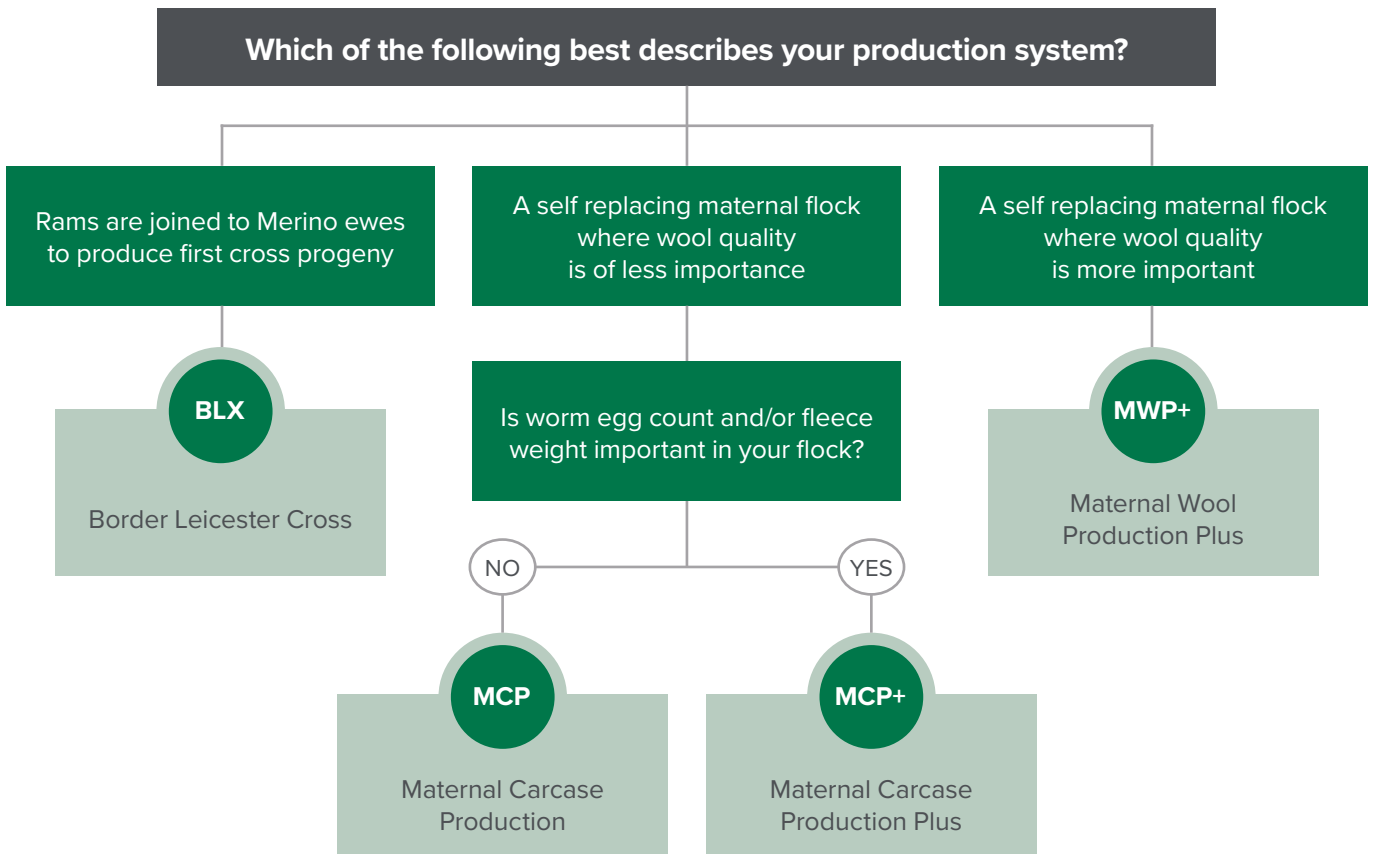 Which of the following best describes your production system?
Rams are joined to Merino ewes
to produce first cross progeny
A self replacing maternal flock
where wool quality
is of less importance
A self replacing maternal flock
where wool quality
is more important
BLX
Border Leicester Cross
Is worm egg count and/or fleece
weight important in your flock?
MWP+
Maternal Wool
Production Plus
NO
YES
MCP
Maternal Carcase
Production
MCP+
Maternal Carcase
Production Plus